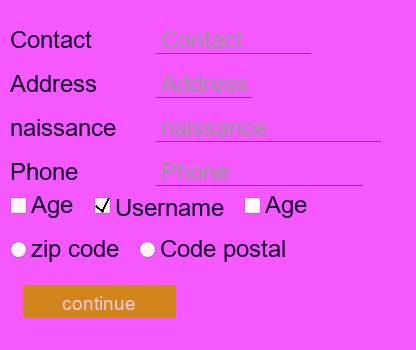 Contact Contact
Address Address
naissance naissance
Phone Phone
Age Username Age
zip code Code postal
continue